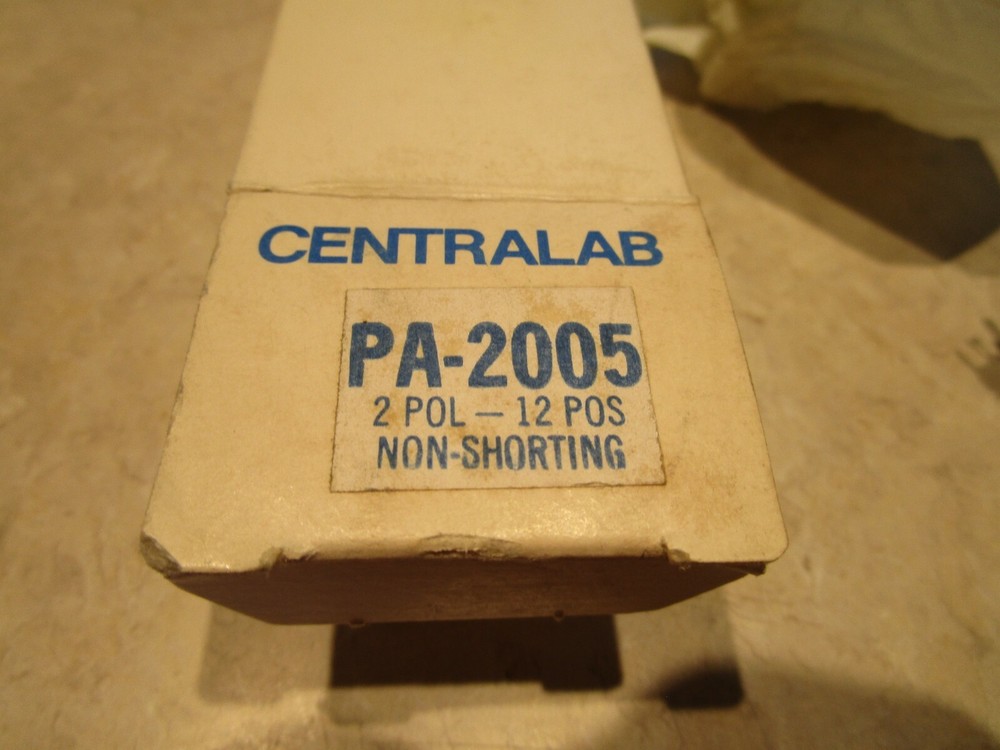 CENTRALAB
PA-2005
2 POL — 12 POS
NON-SHORTING